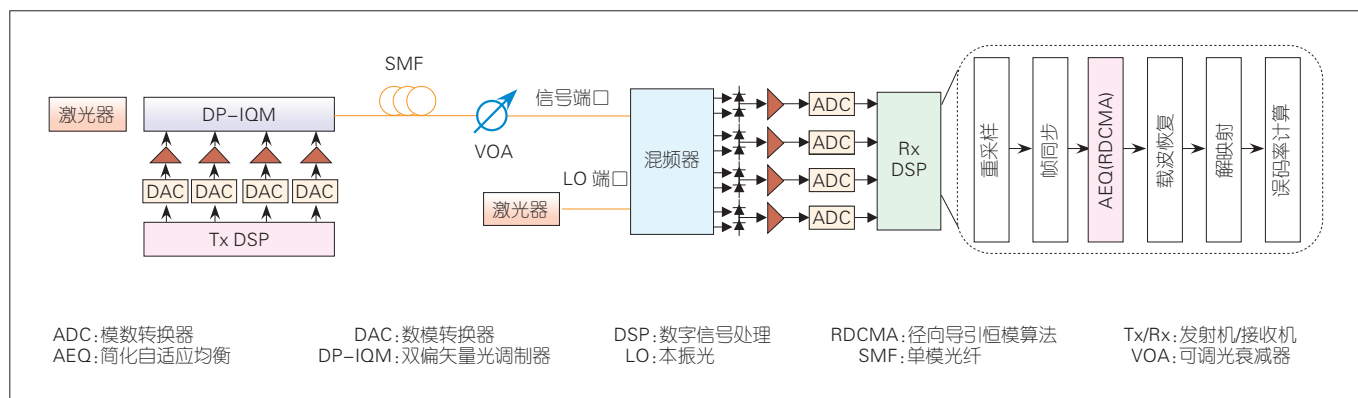 SMF
激光器
DP-IQM
信号端口
VOA
DAC
DAC
DAC
DAC
Tx DSP
LO 端口
激光器
混频器
ADC
ADC
ADC
ADC
Rx
DSP
重采样
帧同步
AEQ(RDCMA)
载波恢复
解映射
误码率计算
ADC:模数转换器
DAC:数模转换器
DSP:数字信号处理
RDCMA:径向导引恒模算法
Tx/Rx:发射机/接收机
AEQ:简化自适应均衡
DP-IQM:双偏矢量光调制器
LO:本振光
SMF:单模光纤
VOA:可调光衰减器